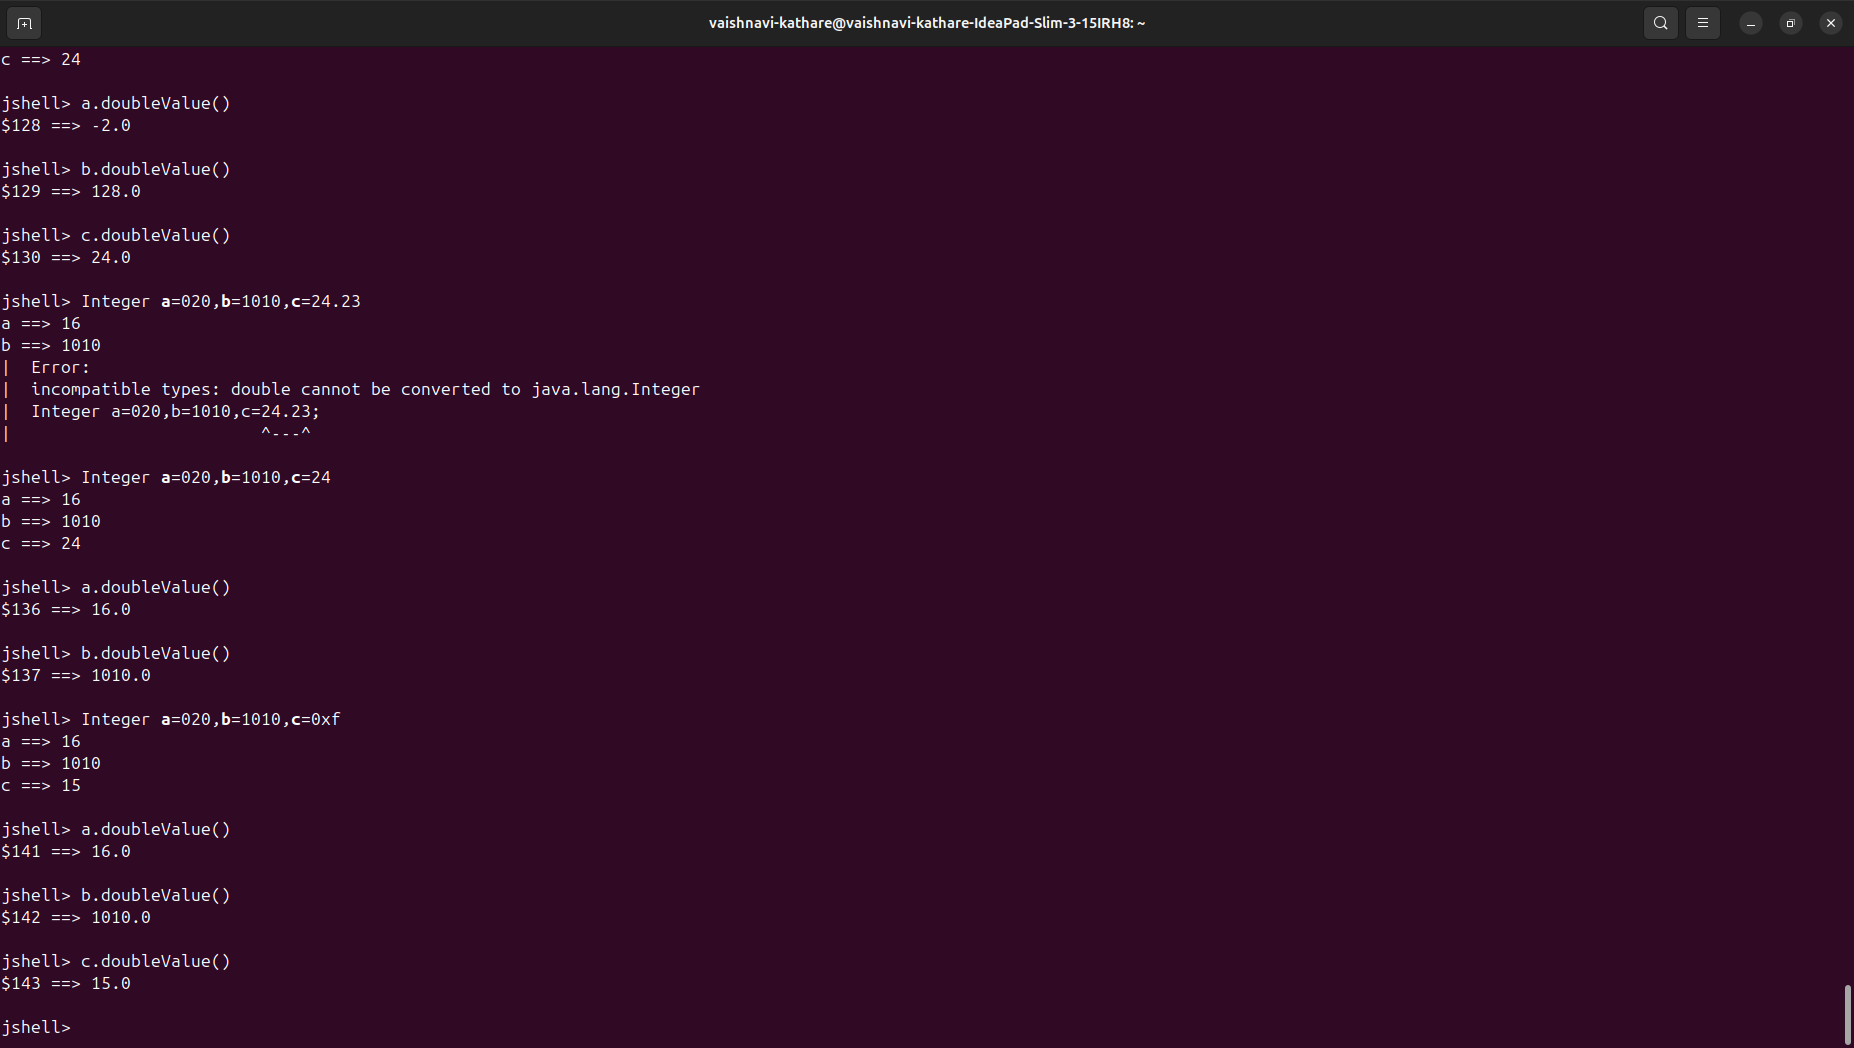 vaishnavi-kathare@vaishnavi-kathare-IdeaPad-Slim-3-15IRH8: ~
c ==> 24
jshell> a.doubleValue()
$128 ==> -2.0
jshell> b.doubleValue()
$129 ==> 128.0
jshell> c.doubleValue()
$130 ==> 24.0
jshell> Integer a=020,b=1010,c=24.23
a ==> 16
b ==> 1010
|  Error:
|  incompatible types: double cannot be converted to java.lang.Integer
|  Integer a=020,b=1010,c=24.23;
|                         ^---^
jshell> Integer a=020,b=1010,c=24
a ==> 16
b ==> 1010
c ==> 24
jshell> a.doubleValue()
$136 ==> 16.0
jshell> b.doubleValue()
$137 ==> 1010.0
jshell> Integer a=020,b=1010,c=0xf
a ==> 16
b ==> 1010
c ==> 15
jshell> a.doubleValue()
$141 ==> 16.0
jshell> b.doubleValue()
$142 ==> 1010.0
jshell> c.doubleValue()
$143 ==> 15.0
jshell>